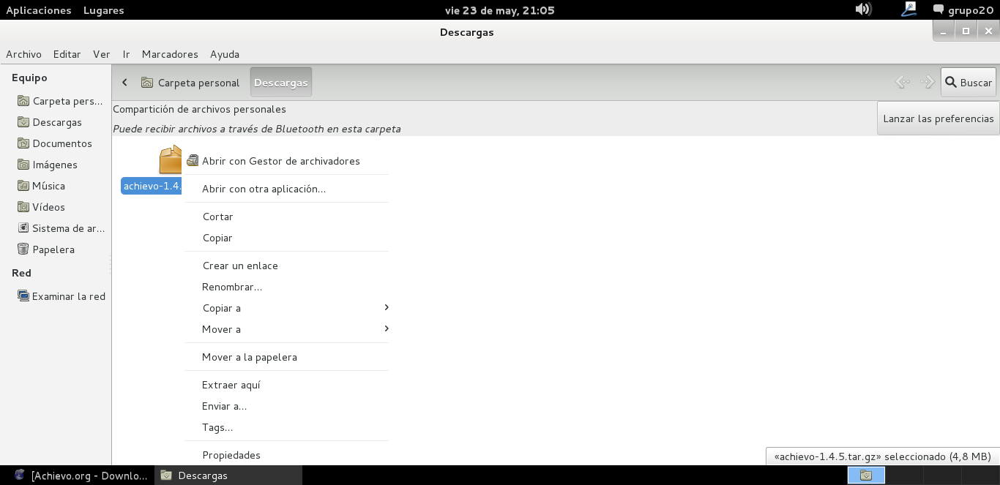 Aplicaciones Lugares vie 23 de may, 21:05 grupo20
Descargas
Archivo Editar Ver Ir Marcadores Ayuda
Equipo
Carpeta pers...
Descargas
Documentos
Imágenes
Música
Vídeos
Sistema de ar...
Papelera
Red
Examinar la red
Carpeta personal Descargas Buscar
Compartición de archivos personales
Puede recibir archivos a través de Bluetooth en esta carpeta
Lanzar las preferencias
achievo-1.4.
Abrir con Gestor de archivadores
Abrir con otra aplicación...
Cortar
Copiar
Crear un enlace
Renombrar...
Copiar a
Mover a
Mover a la papelera
Extraer aquí
Enviar a...
Tags...
Propiedades
«achievo-1.4.5.tar.gz» seleccionado (4,8 MB)
[Achievo.org - Downlo... Descargas